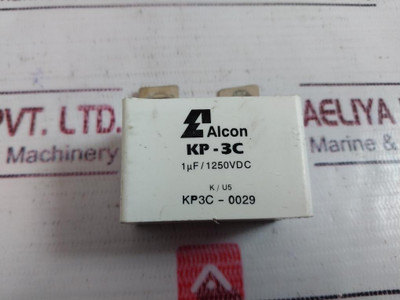 Alcon
KP-3C
1µF/1250VDC
K/U5
KP3C-0029
PVT. LTD.
Machinery
AELIYA
Marine &